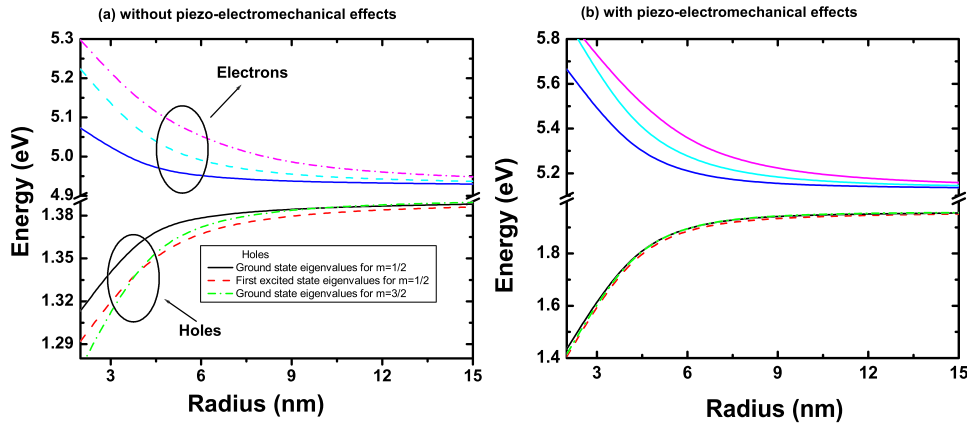 (a) without piezo-electromechanical effects
5.3
5.2
5.1
5.0
4.9
1.38
1.35
1.32
1.29
Energy (eV)
Electrons
Holes
Ground state eigenvalues for m=1/2
First excited state eigenvalues for m=1/2
Ground state eigenvalues for m=3/2
Holes
3 6 9 12 15
Radius (nm)
(b) with piezo-electromechanical effects
5.8
5.6
5.4
5.2
1.8
1.6
1.4
Energy (eV)
3 6 9 12 15
Radius (nm)